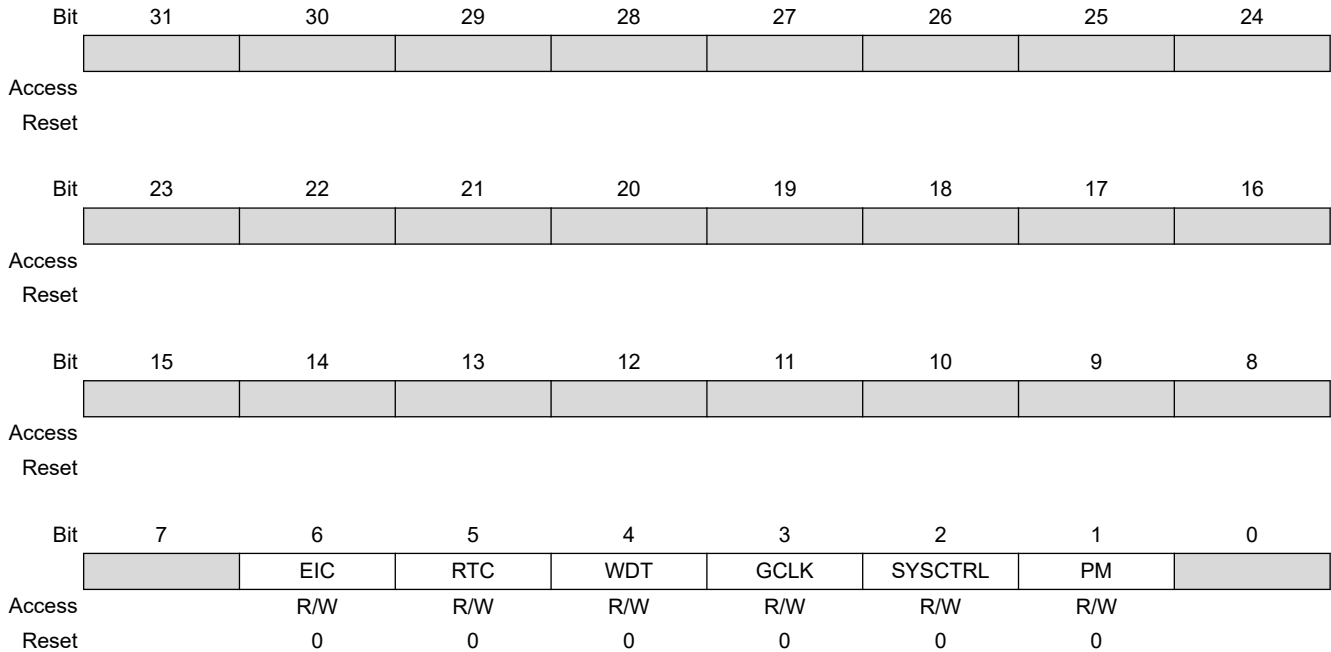 Bit 31 30 29 28 27 26 25 24
Access
Reset
Bit 23 22 21 20 19 18 17 16
Access
Reset
Bit 15 14 13 12 11 10 9 8
Access
Reset
Bit 7 6 5 4 3 2 1 0
EIC RTC WDT GCLK SYSCTRL PM
Access R/W R/W R/W R/W R/W R/W
Reset 0 0 0 0 0 0